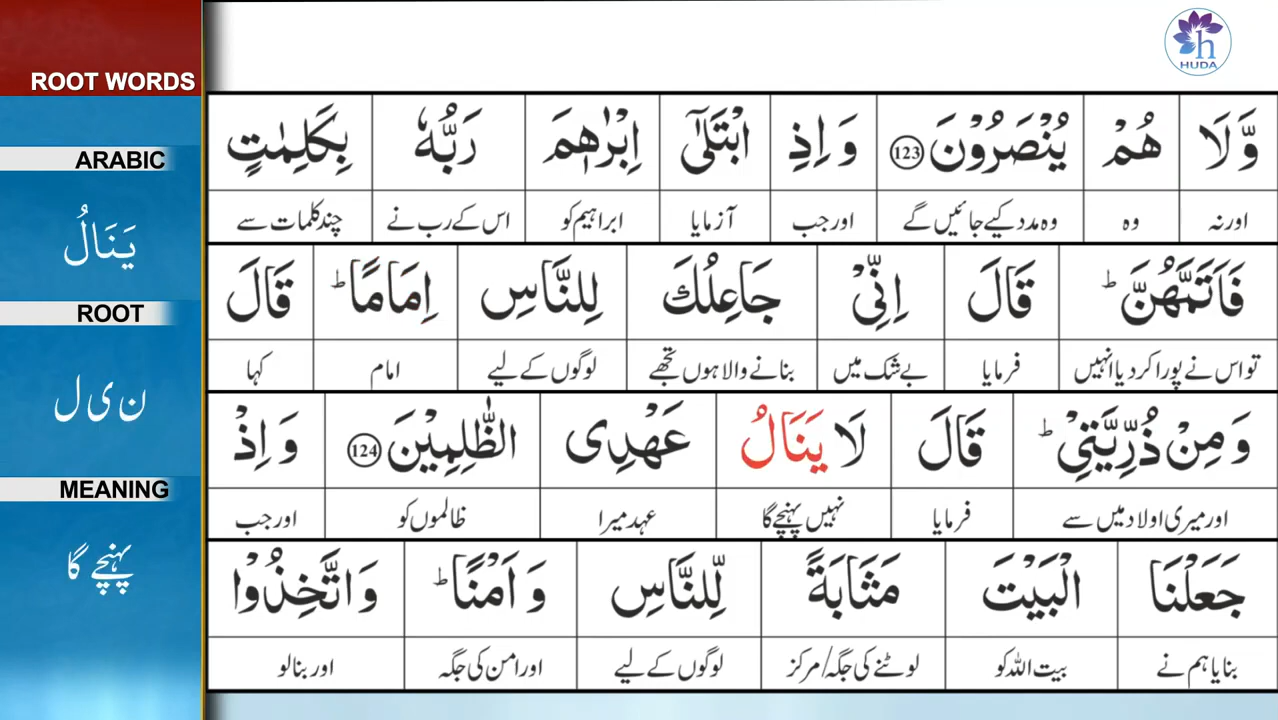 ROOT WORDS
ARABIC
يَنَالُ
ROOT
ن ی ل
MEANING
پہنچے گا
h
HUDA
وَّلَا هُمْ يُنْصَرُوْنَ 123 وَ اِذِ ابْتَلٰٓى اِبْرٰهٖمَ رَبُّهٗ بِكَلِمٰتٍ
اور نہ وہ وہ مدد کیے جائیں گے اور جب آزمایا ابراہیم کو اس کے رب نے چند کلمات سے
فَاَتَمَّهُنَّ ؕ قَالَ اِنِّىْ جَاعِلُكَ لِلنَّاسِ اِمَامًا ؕ قَالَ
تو اس نے پورا کر دیا انہیں فرمایا بے شک میں بنانے والا ہوں تجھے لوگوں کے لیے امام کہا
وَ مِنْ ذُرِّيَّتِىْ ؕ قَالَ لَا يَنَالُ عَهْدِى الظّٰلِمِيْنَ 124 وَ اِذْ
اور میری اولاد میں سے فرمایا نہیں پہنچے گا عہد میرا ظالموں کو اور جب
جَعَلْنَا الْبَيْتَ مَثَابَةً لِّلنَّاسِ وَ اَمْنًا ؕ وَ اتَّخِذُوْا
بنایا ہم نے بیت اللہ کو لوٹنے کی جگہ/مرکز لوگوں کے لیے اور امن کی جگہ اور بنا لو